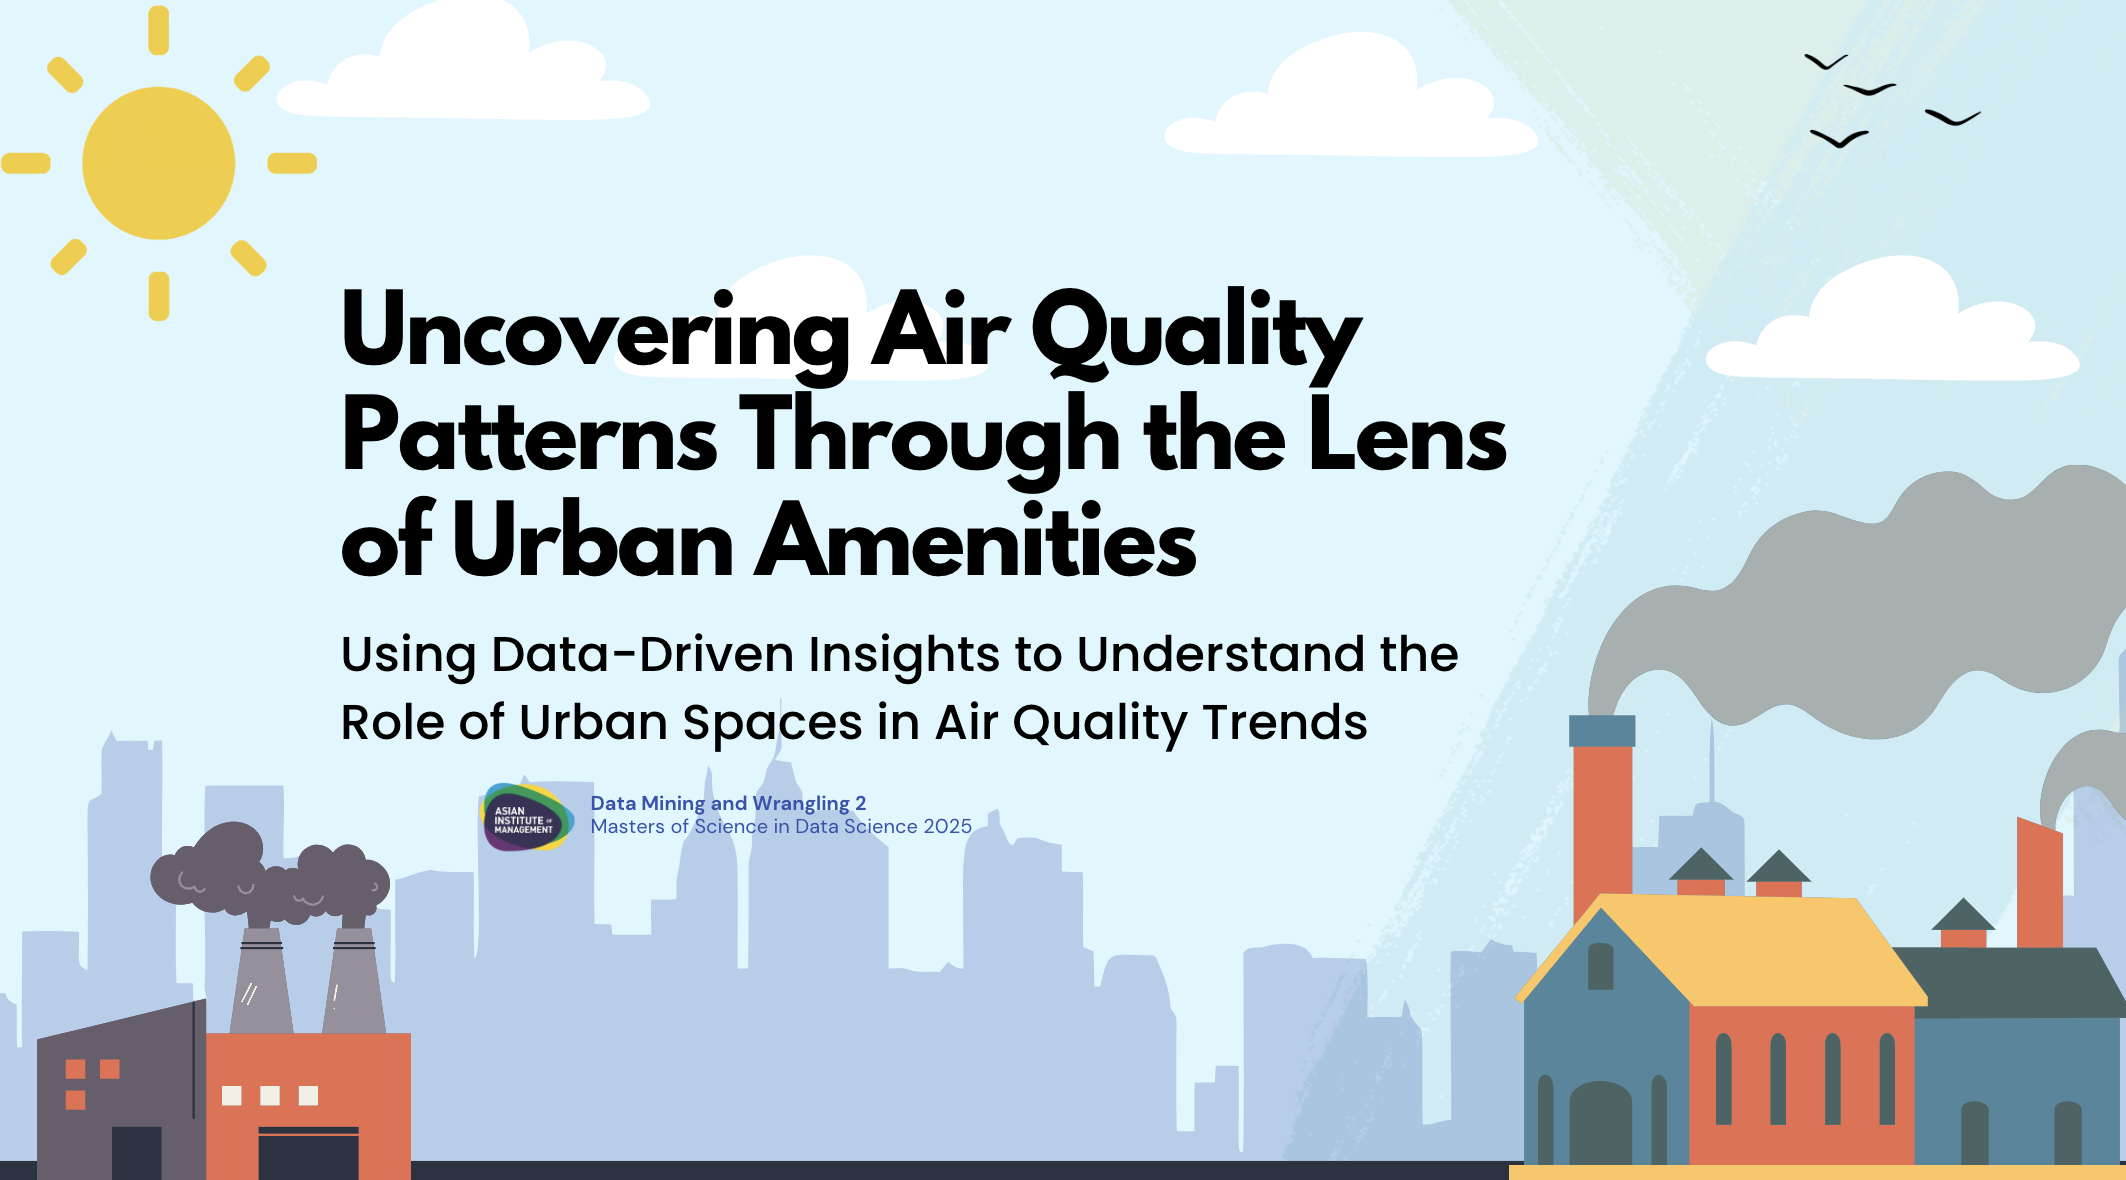 Uncovering Air Quality
Patterns Through the Lens
of Urban Amenities
Using Data-Driven Insights to Understand the
Role of Urban Spaces in Air Quality Trends
ASIAN
INSTITUTE OF
MANAGEMENT
Data Mining and Wrangling 2
Masters of Science in Data Science 2025